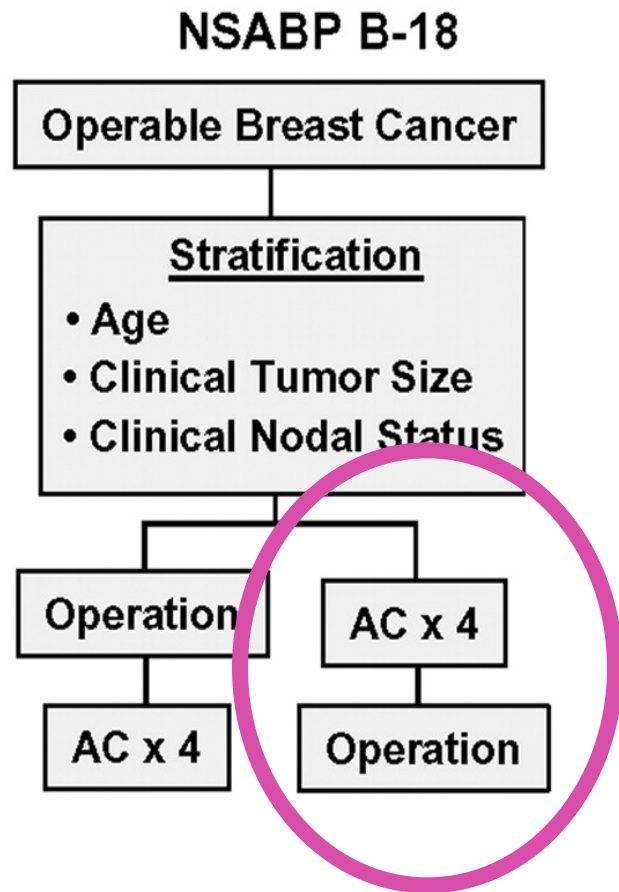 NSABP B-18
Operable Breast Cancer
Stratification
• Age
• Clinical Tumor Size
• Clinical Nodal Status
Operation
AC x 4
AC x 4
Operation